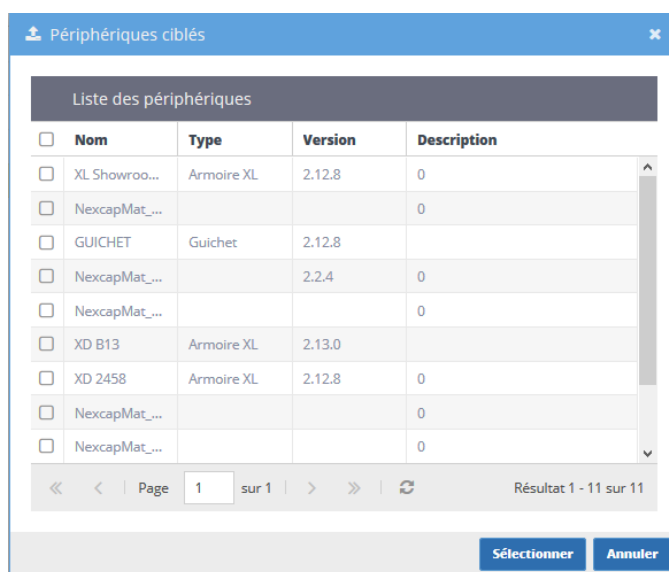 Périphériques ciblés
Liste des périphériques
Nom Type Version Description
XL Showroo... Armoire XL 2.12.8 0
NexcapMat_... 0
GUICHET Guichet 2.12.8
NexcapMat_... 2.2.4 0
NexcapMat_... 0
XD B13 Armoire XL 2.13.0
XD 2458 Armoire XL 2.12.8 0
NexcapMat_... 0
NexcapMat_... 0
Page 1 sur 1 Résultat 1 - 11 sur 11
Sélectionner Annuler